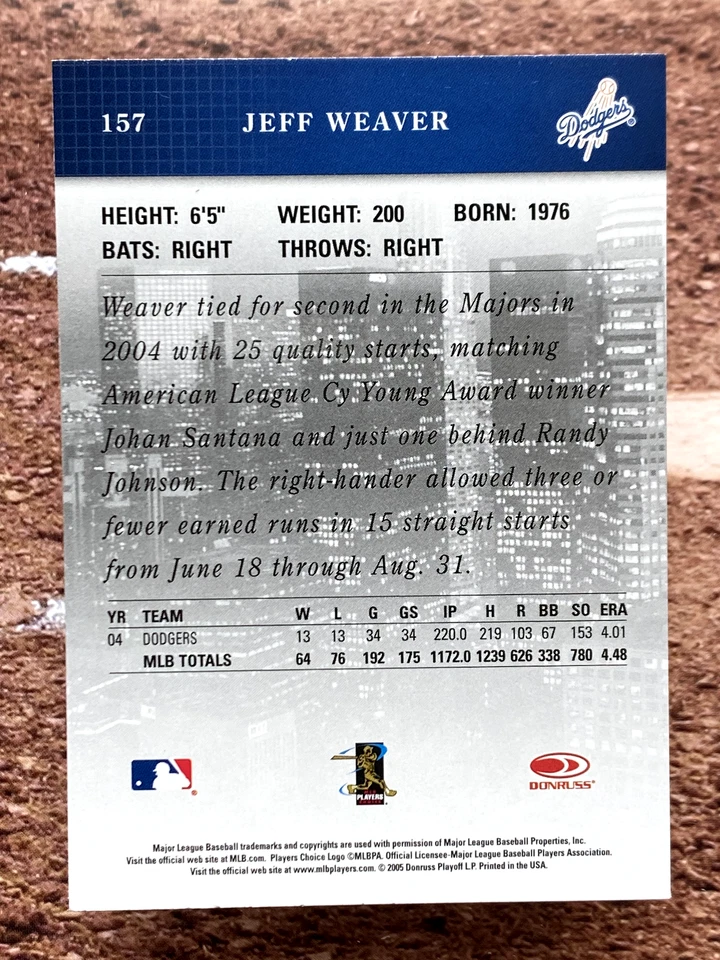 157 JEFF WEAVER Dodgers®
HEIGHT: 6'5" WEIGHT: 200 BORN: 1976
BATS: RIGHT THROWS: RIGHT
Weaver tied for second in the Majors in
2004 with 25 quality starts, matching
American League Cy Young Award winner
Johan Santana and just one behind Randy
Johnson. The right-hander allowed three or
fewer earned runs in 15 straight starts
from June 18 through Aug. 31.
YR TEAM W L G GS IP H R BB SO ERA
04 DODGERS 13 13 34 34 220.0 219 103 67 153 4.01
MLB TOTALS 64 76 192 175 1172.0 1239 626 338 780 4.48
PLAYERS
DONRUSS®
Major League Baseball trademarks and copyrights are used with permission of Major League Baseball Properties, Inc.
Visit the official web site at MLB.com. Players Choice Logo ©MLBPA. Official Licensee-Major League Baseball Players Association.
Visit the official web site at www.mlbplayers.com. © 2005 Donruss Playoff L.P. Printed in the USA.